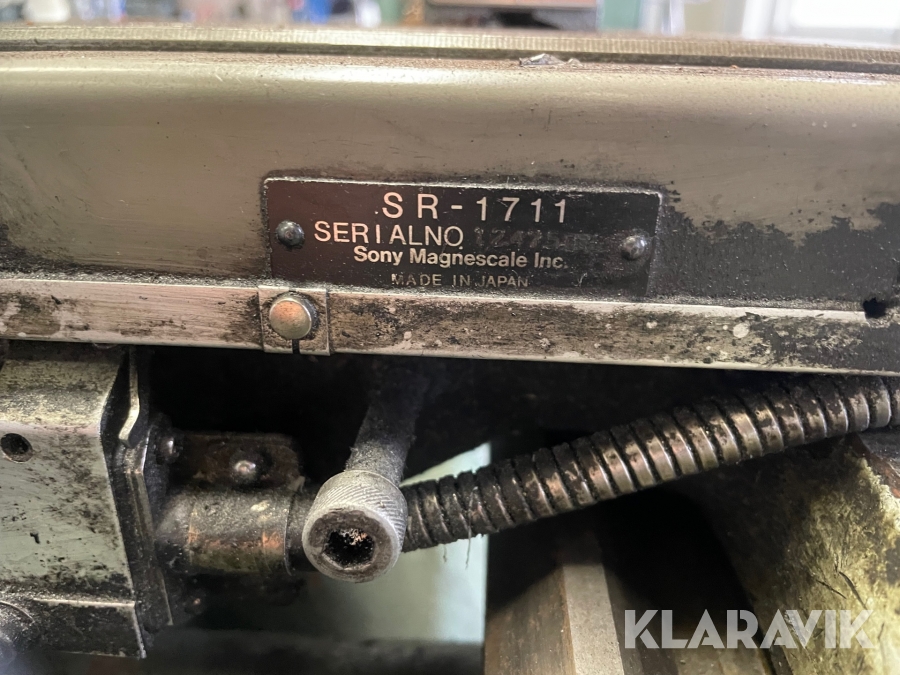 SR-1711
SERIALNO.
Sony Magnescale Inc.
MADE IN JAPAN
KLARAVIK